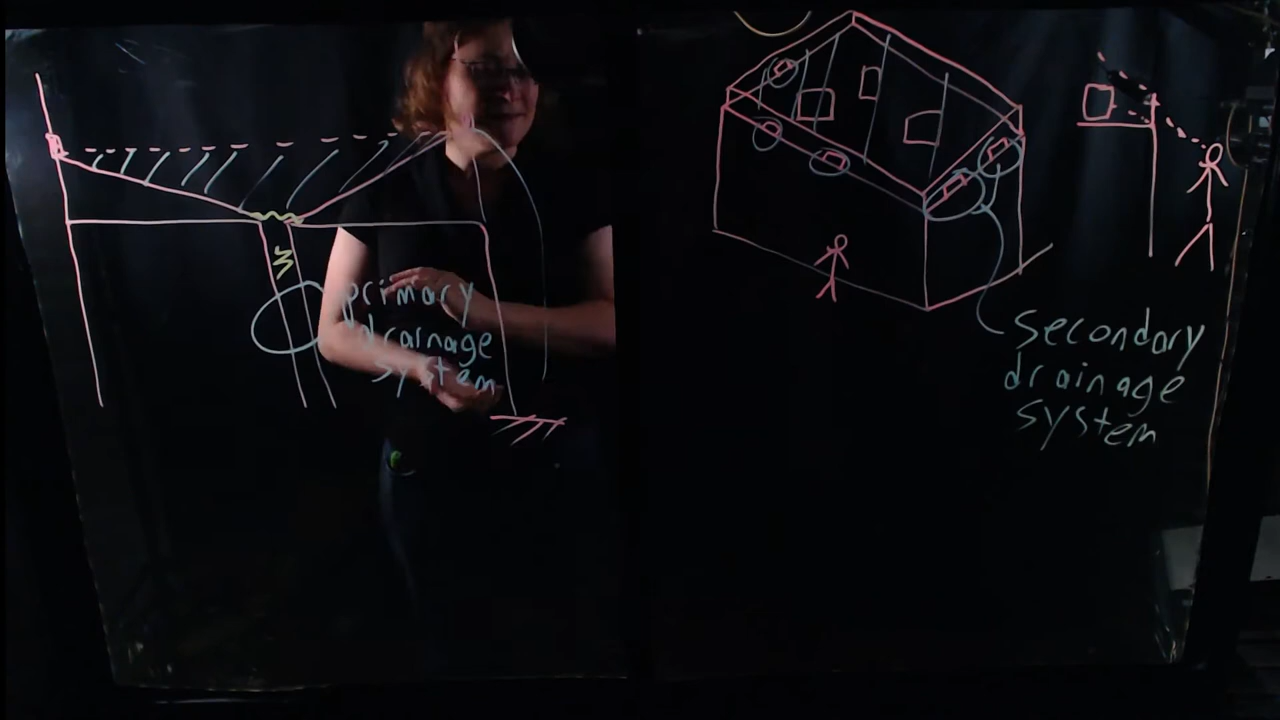 primary
drainage
system
secondary
drainage
system